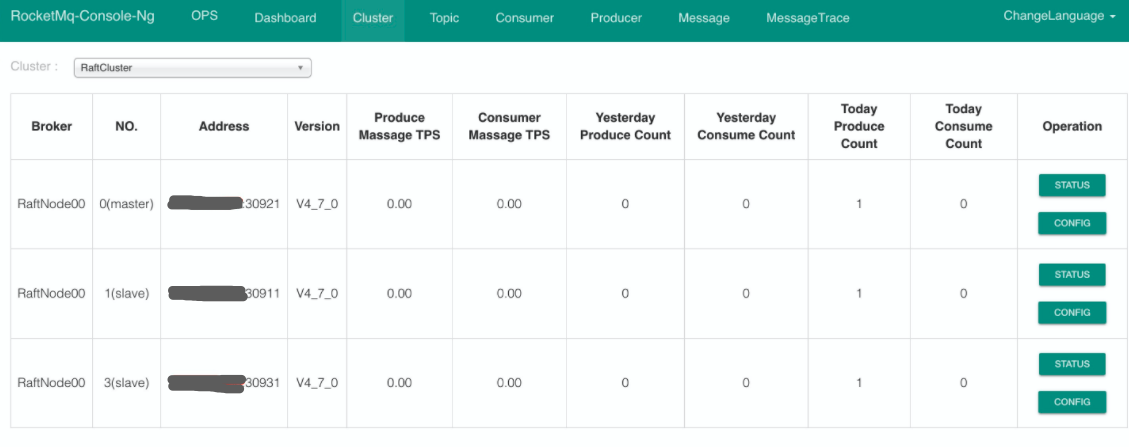 RocketMq-Console-Ng OPS Dashboard Cluster Topic Consumer Producer Message MessageTrace ChangeLanguage
Cluster : RaftCluster
Broker NO. Address Version Produce Massage TPS Consumer Massage TPS Yesterday Produce Count Yesterday Consume Count Today Produce Count Today Consume Count Operation
RaftNode00 0(master) :30921 V4_7_0 0.00 0.00 0 0 1 0 STATUS
CONFIG
RaftNode00 1(slave) 30911 V4_7_0 0.00 0.00 0 0 1 0 STATUS
CONFIG
RaftNode00 3(slave) 30931 V4_7_0 0.00 0.00 0 0 1 0 STATUS
CONFIG